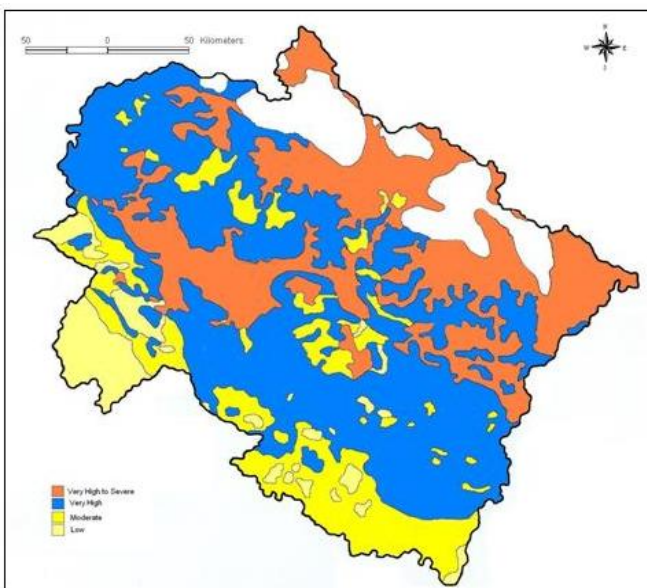 50 0 50 Kilometers
N
W E
S
Very High to Severe
Very High
Moderate
Low